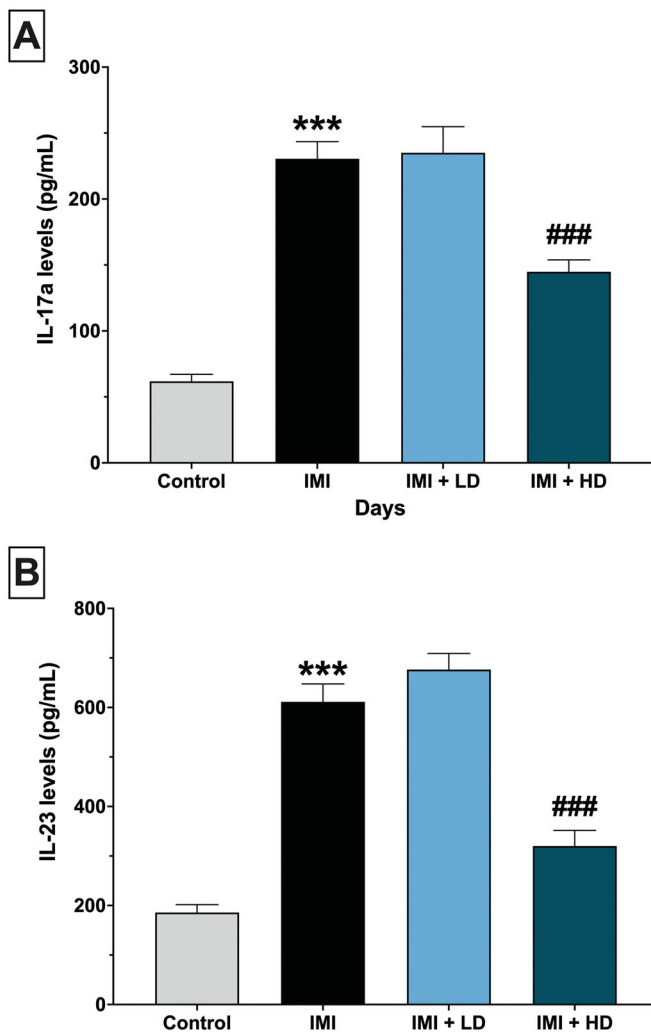 A
IL-17a levels (pg/mL)
300
200
100
0
***
###
Control IMI IMI + LD IMI + HD
Days
B
IL-23 levels (pg/mL)
800
600
400
200
0
***
###
Control IMI IMI + LD IMI + HD